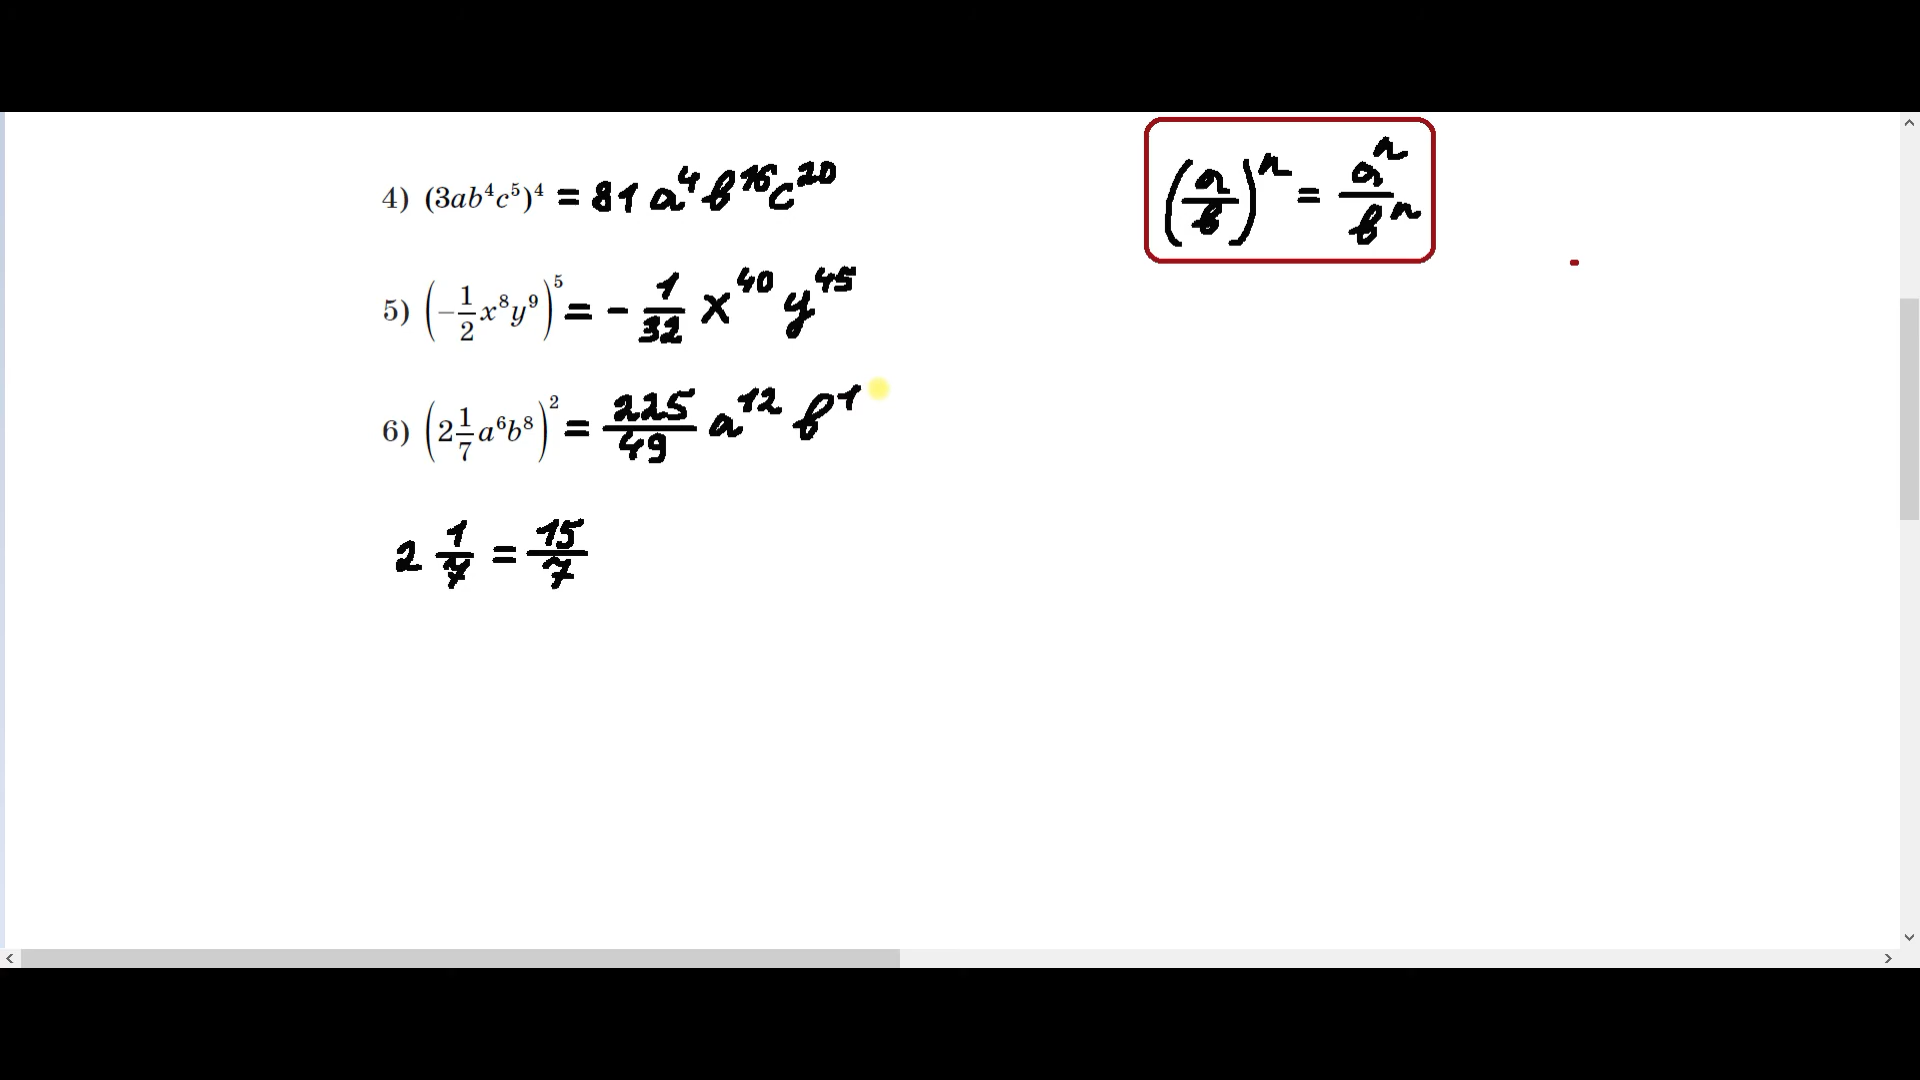 4) (3ab⁴c⁵)⁴ = 81 a⁴ b¹⁶ c²⁰
(a/b)ⁿ = aⁿ/bⁿ
5) (-1/2 x⁸y⁹)⁵ = - 1/32 x⁴⁰ y⁴⁵
6) (2 1/7 a⁶b⁸)² = 225/49 a¹² b¹
2 1/7 = 15/7